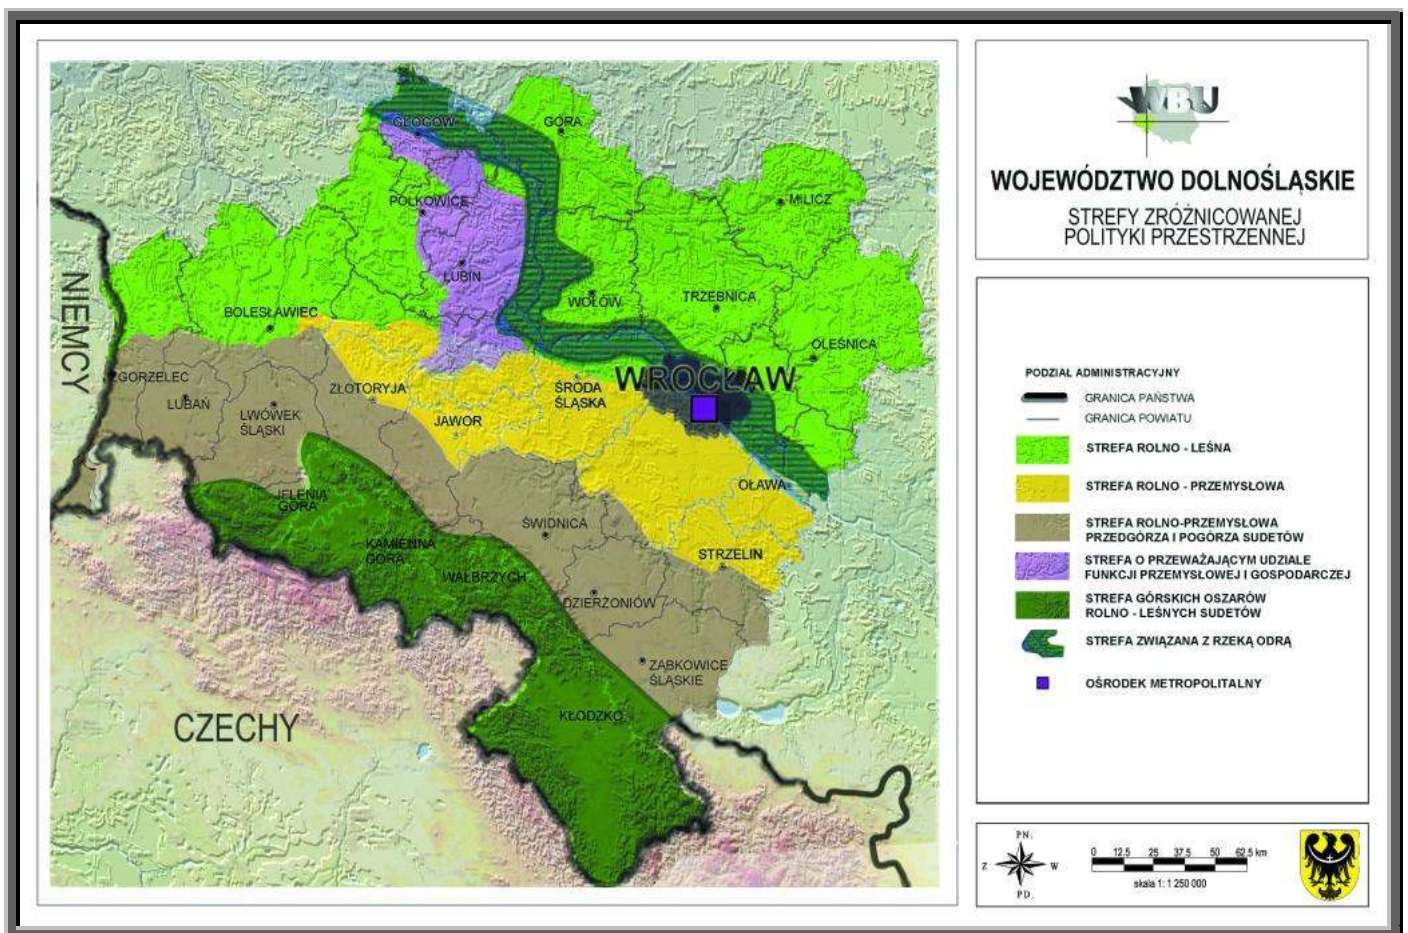 GŁOGÓW
GÓRA
POLKOWICE
MILICZ
LUBIN
NIEMCY
BOLESŁAWIEC
WOŁÓW
TRZEBNICA
OLEŚNICA
ZGORZELEC
LUBAŃ
LWÓWEK
ŚLĄSKI
ZŁOTORYJA
JAWOR
ŚRODA
ŚLĄSKA
WROCŁAW
OŁAWA
JELENIA
GÓRA
KAMIENNA
GÓRA
ŚWIDNICA
WAŁBRZYCH
STRZELIN
DZIERŻONIÓW
ZĄBKOWICE
ŚLĄSKIE
KŁODZKO
CZECHY
WBU
WOJEWÓDZTWO DOLNOŚLĄSKIE
STREFY ZRÓŻNICOWANEJ
POLITYKI PRZESTRZENNEJ
PODZIAŁ ADMINISTRACYJNY
GRANICA PAŃSTWA
GRANICA POWIATU
STREFA ROLNO - LEŚNA
STREFA ROLNO - PRZEMYSŁOWA
STREFA ROLNO-PRZEMYSŁOWA
PRZEDGÓRZA I POGÓRZA SUDETÓW
STREFA O PRZEWAŻAJĄCYM UDZIALE
FUNKCJI PRZEMYSŁOWEJ I GOSPODARCZEJ
STREFA GÓRSKICH OSZARÓW
ROLNO - LEŚNYCH SUDETÓW
STREFA ZWIĄZANA Z RZEKĄ ODRĄ
OŚRODEK METROPOLITALNY
PN.
Z W
PD.
0 12.5 25 37.5 50 62.5 km
skala 1: 1 250 000